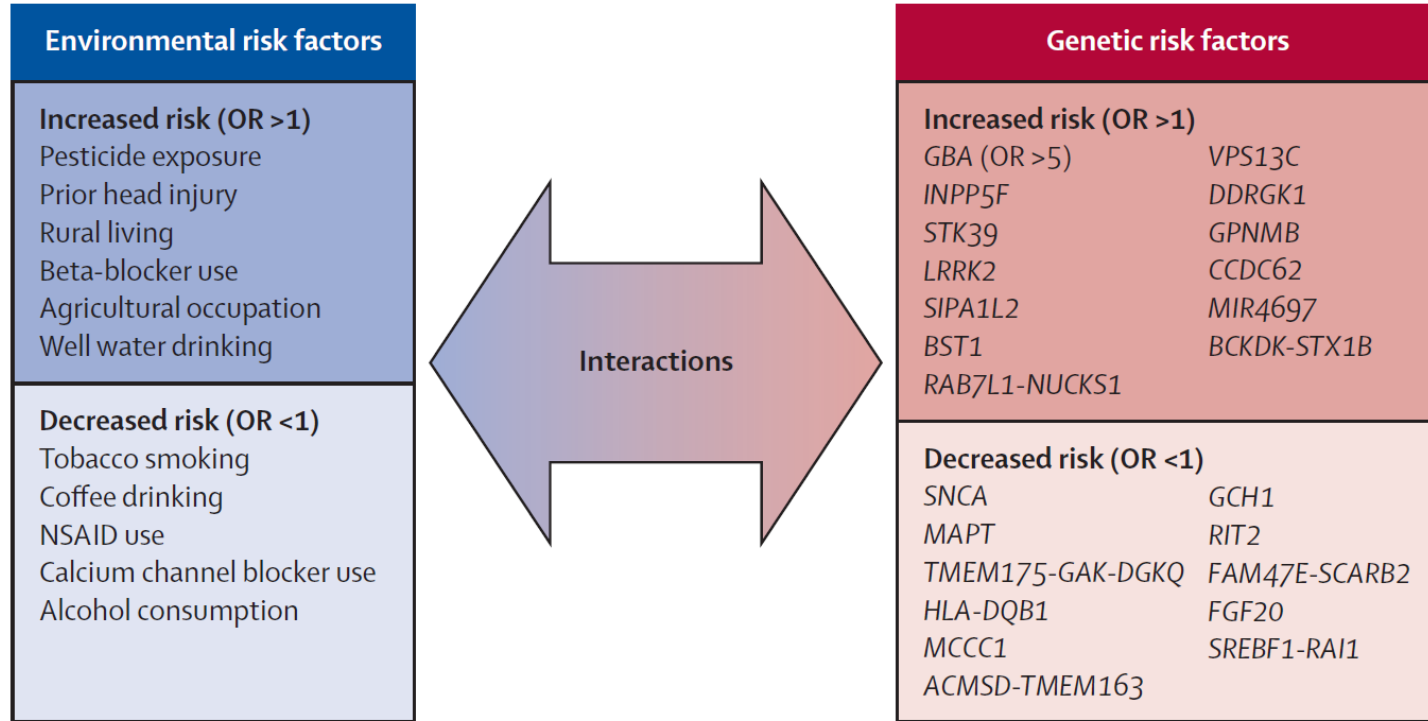 Environmental risk factors
Increased risk (OR >1)
Pesticide exposure
Prior head injury
Rural living
Beta-blocker use
Agricultural occupation
Well water drinking
Decreased risk (OR <1)
Tobacco smoking
Coffee drinking
NSAID use
Calcium channel blocker use
Alcohol consumption
Interactions
Genetic risk factors
Increased risk (OR >1)
GBA (OR >5) VPS13C
INPP5F DDRGK1
STK39 GPNMB
LRRK2 CCDC62
SIPA1L2 MIR4697
BST1 BCKDK-STX1B
RAB7L1-NUCKS1
Decreased risk (OR <1)
SNCA GCH1
MAPT RIT2
TMEM175-GAK-DGKQ FAM47E-SCARB2
HLA-DQB1 FGF20
MCCC1 SREBF1-RAI1
ACMSD-TMEM163